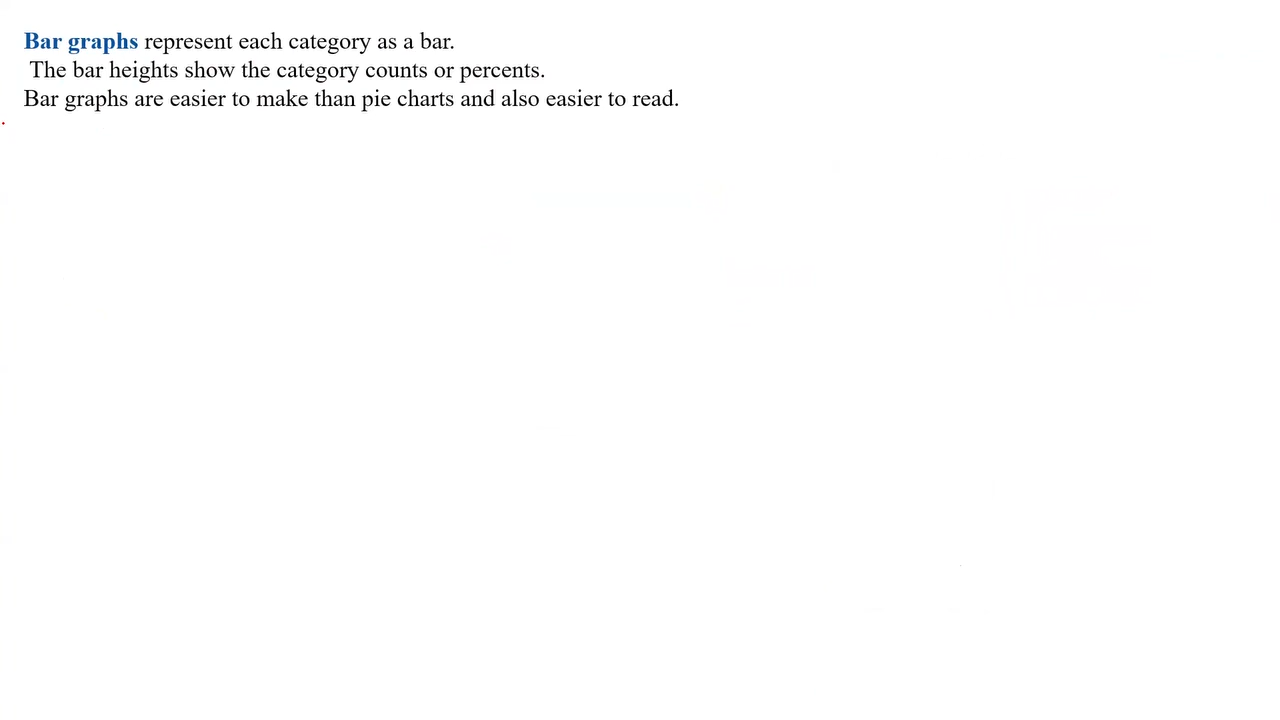 Bar graphs represent each category as a bar.
The bar heights show the category counts or percents.
Bar graphs are easier to make than pie charts and also easier to read.